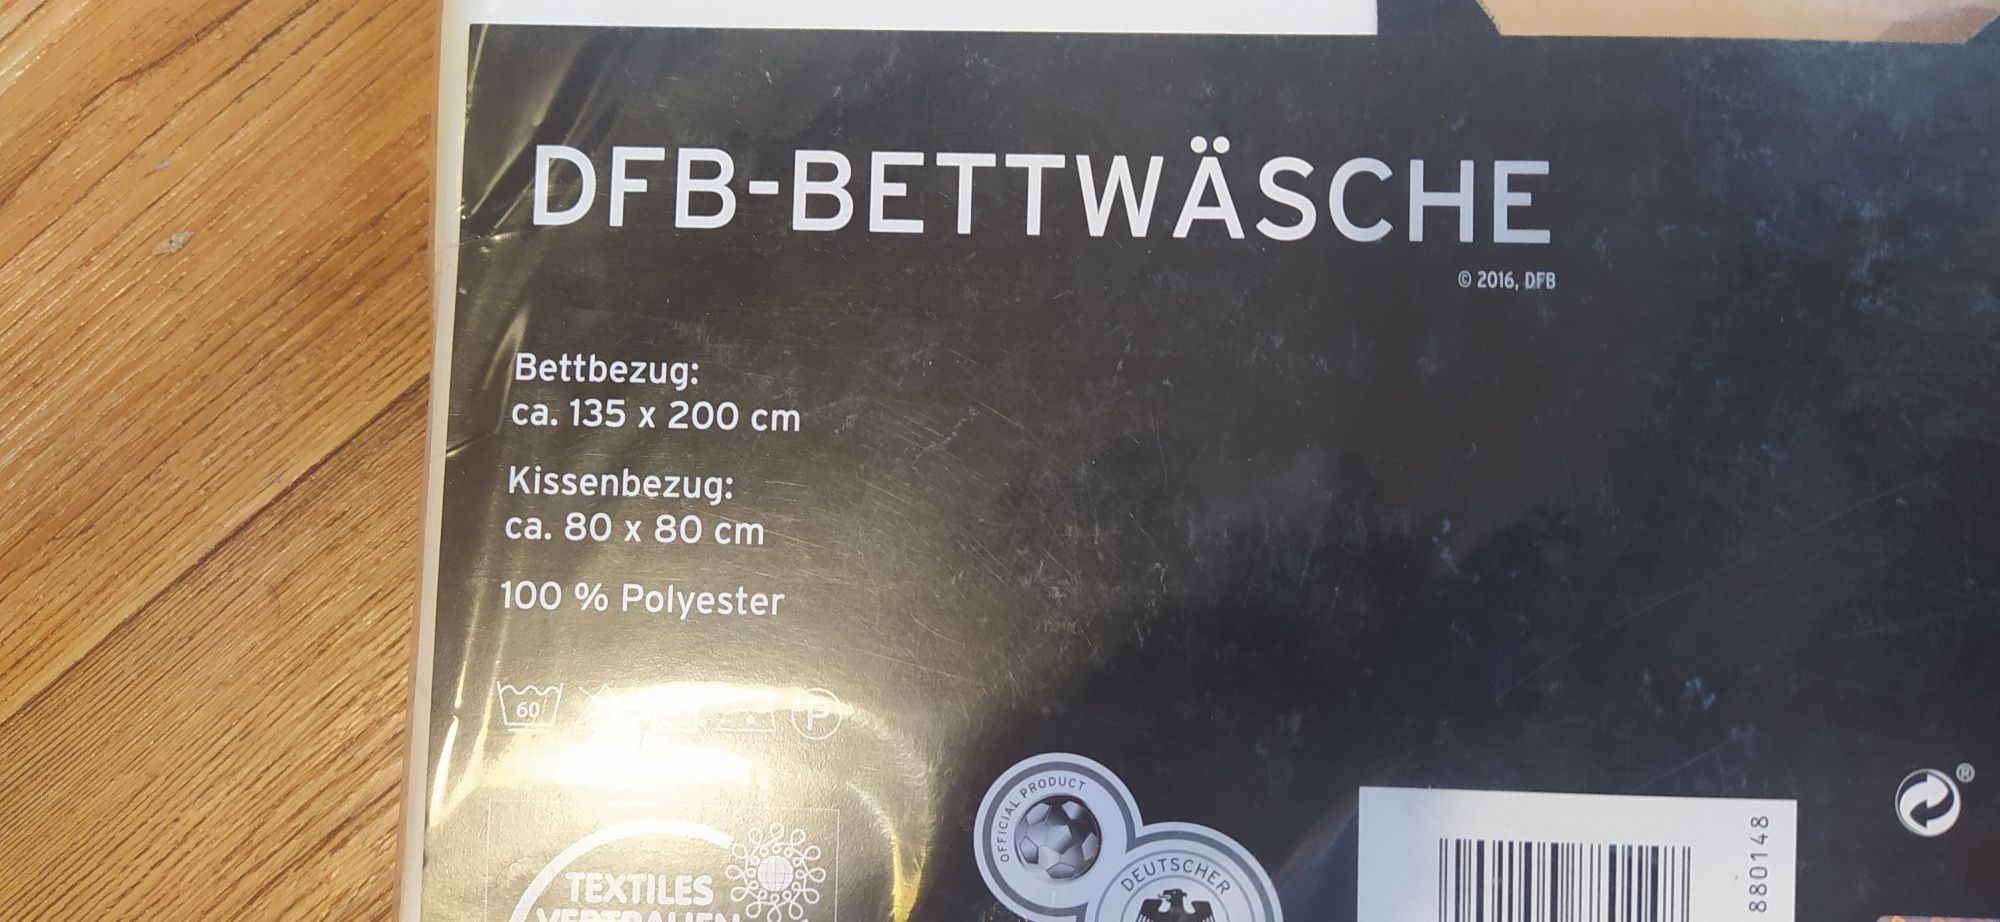 DFB-BETTWÄSCHE
© 2016, DFB
Bettbezug:
ca. 135 x 200 cm
Kissenbezug:
ca. 80 x 80 cm
100 % Polyester
60
P
OFFICIAL PRODUCT
DEUTSCHER
TEXTILES
VERTRAUEN
880148
®